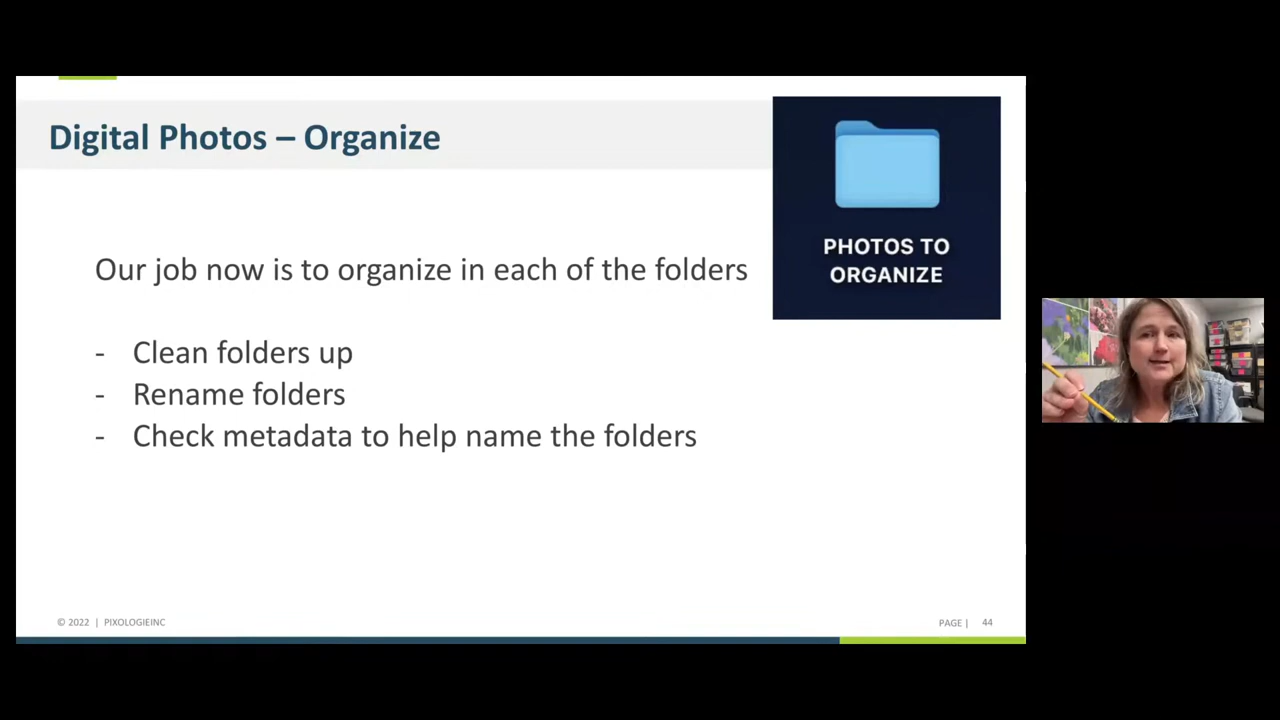 Digital Photos – Organize
PHOTOS TO
ORGANIZE
Our job now is to organize in each of the folders
- Clean folders up
- Rename folders
- Check metadata to help name the folders
© 2022 | PIXOLOGIEINC
PAGE | 44